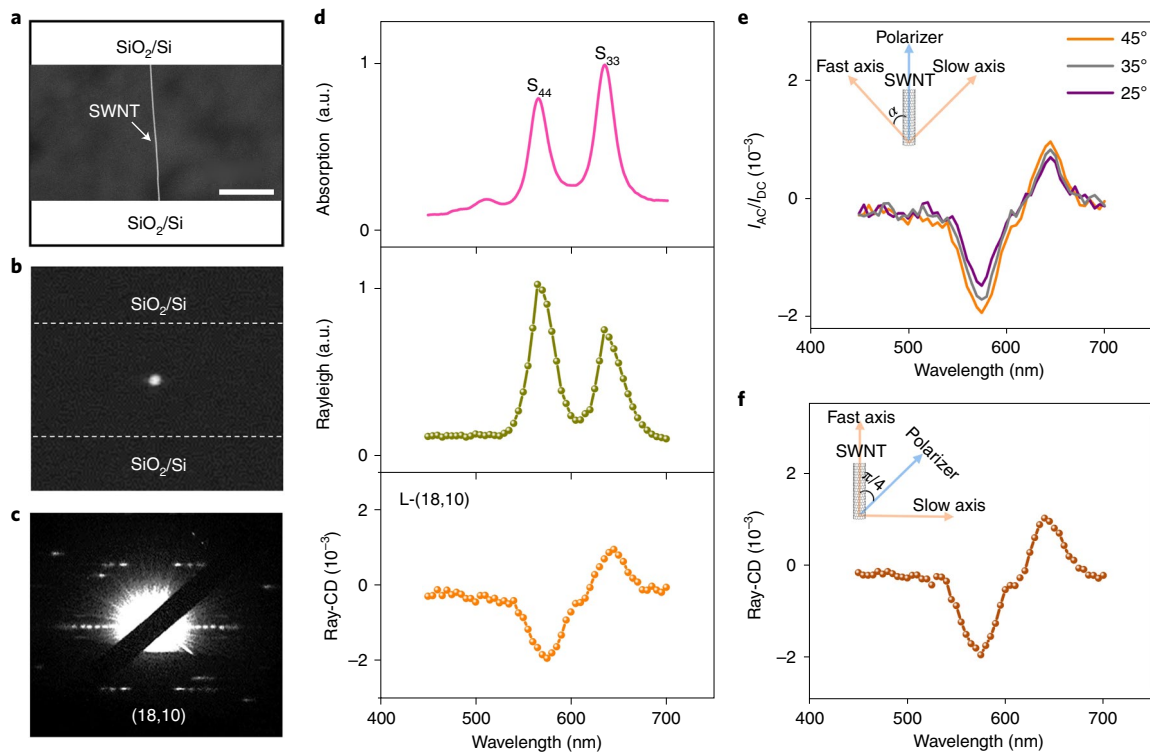 a
SiO2/Si
SWNT
SiO2/Si
b
SiO2/Si
SiO2/Si
c
(18,10)
d
S44
S33
1
0
Absorption (a.u.)
1
0
Rayleigh (a.u.)
L-(18,10)
2
0
−2
Ray-CD (10−3)
400
500
600
700
Wavelength (nm)
e
45°
35°
25°
Polarizer
Fast axis
SWNT
Slow axis
α
2
0
−2
IAC/IDC (10−3)
400
500
600
700
Wavelength (nm)
f
Fast axis
SWNT
Polarizer
π/4
Slow axis
2
0
−2
Ray-CD (10−3)
400
500
600
700
Wavelength (nm)